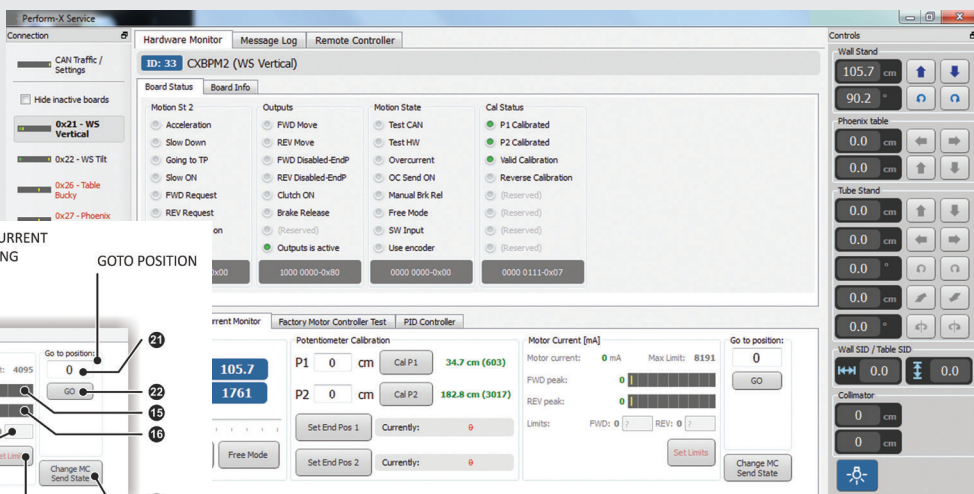 Perform-X Service
Connection
CAN Traffic /
Settings
Hide inactive boards
0x21 - WS
Vertical
0x22 - WS Tilt
0x26 - Table
Bucky
0x27 - Phoenix
Hardware Monitor Message Log Remote Controller
ID: 33 CXBPM2 (WS Vertical)
Board Status Board Info
Motion St 2
Acceleration
Slow Down
Going to TP
Slow ON
FWD Request
REV Request
on
0x00
Outputs
FWD Move
REV Move
FWD Disabled-EndP
REV Disabled-EndP
Clutch ON
Brake Release
(Reserved)
Outputs is active
1000 0000-0x80
Motion State
Test CAN
Test HW
Overcurrent
OC Send ON
Manual Brk Rel
Free Mode
SW Input
Use encoder
0000 0000-0x00
Cal Status
P1 Calibrated
P2 Calibrated
Valid Calibration
Reverse Calibration
(Reserved)
(Reserved)
(Reserved)
(Reserved)
0000 0111-0x07
GOTO POSITION
4095
Go to position:
0
GO
Change MC
Send State
21
22
15
16
rrent Monitor Factory Motor Controller Test PID Controller
105.7
1761
Free Mode
Potentiometer Calibration
P1 0 cm Cal P1 34.7 cm (603)
P2 0 cm Cal P2 182.8 cm (3017)
Set End Pos 1 Currently: 0
Set End Pos 2 Currently: 0
Motor Current [mA]
Motor current: 0 mA Max Limit: 8191
FWD peak: 0
REV peak: 0
Limits: FWD: 0 ? REV: 0 ?
Set Limits
Go to position:
0
GO
Change MC
Send State
Controls
Wall Stand
105.7 cm
90.2 °
Phoenix table
0.0 cm
0.0 cm
Tube Stand
0.0 cm
0.0 cm
0.0 °
0.0 cm
0.0 °
Wall SID / Table SID
0.0 0.0
Collimator
0 cm
0 cm